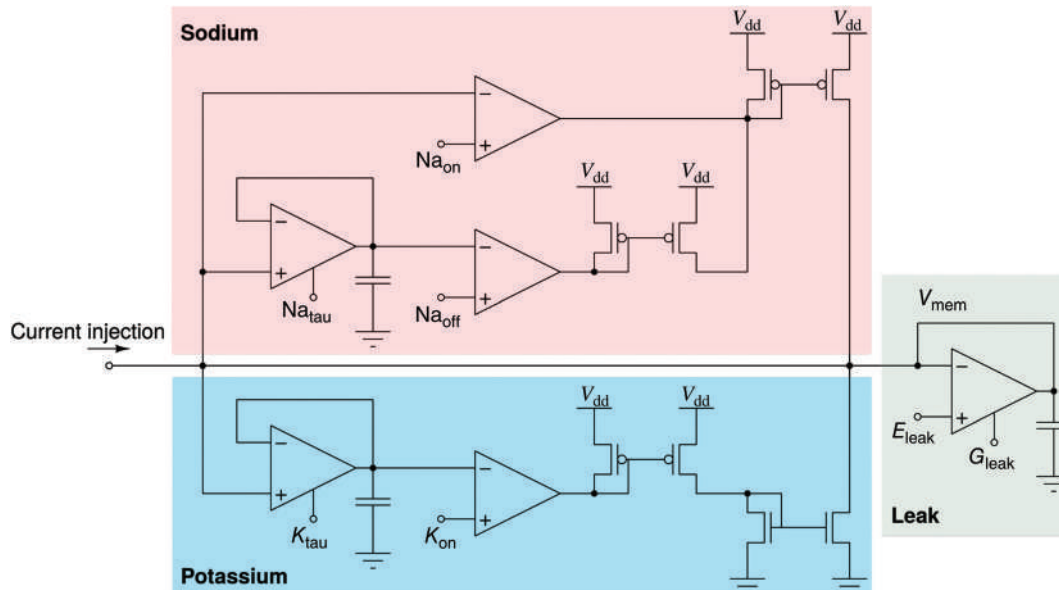 Sodium
V_dd
V_dd
−
+
Na_on
V_dd
V_dd
−
+
Na_tau
−
+
Na_off
Current injection
V_mem
−
+
E_leak
G_leak
Leak
V_dd
V_dd
−
+
K_tau
−
+
K_on
Potassium